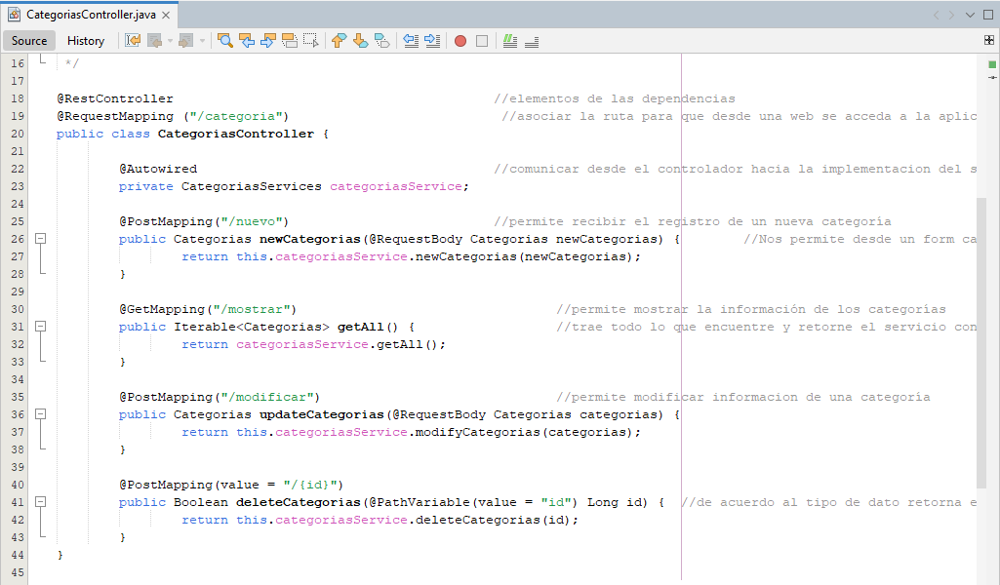 CategoriasController.java
Source History
16 */
17
18 @RestController //elementos de las dependencias
19 @RequestMapping ("/categoria") //asociar la ruta para que desde una web se acceda a la aplic
20 public class CategoriasController {
21
22 @Autowired //comunicar desde el controlador hacia la implementacion del s
23 private CategoriasServices categoriasService;
24
25 @PostMapping("/nuevo") //permite recibir el registro de un nueva categoría
26 public Categorias newCategorias(@RequestBody Categorias newCategorias) { //Nos permite desde un form ca
27 return this.categoriasService.newCategorias(newCategorias);
28 }
29
30 @GetMapping("/mostrar") //permite mostrar la información de los categorías
31 public Iterable<Categorias> getAll() { //trae todo lo que encuentre y retorne el servicio con
32 return categoriasService.getAll();
33 }
34
35 @PostMapping("/modificar") //permite modificar informacion de una categoría
36 public Categorias updateCategorias(@RequestBody Categorias categorias) {
37 return this.categoriasService.modifyCategorias(categorias);
38 }
39
40 @PostMapping(value = "/{id}")
41 public Boolean deleteCategorias(@PathVariable(value = "id") Long id) { //de acuerdo al tipo de dato retorna e
42 return this.categoriasService.deleteCategorias(id);
43 }
44 }
45